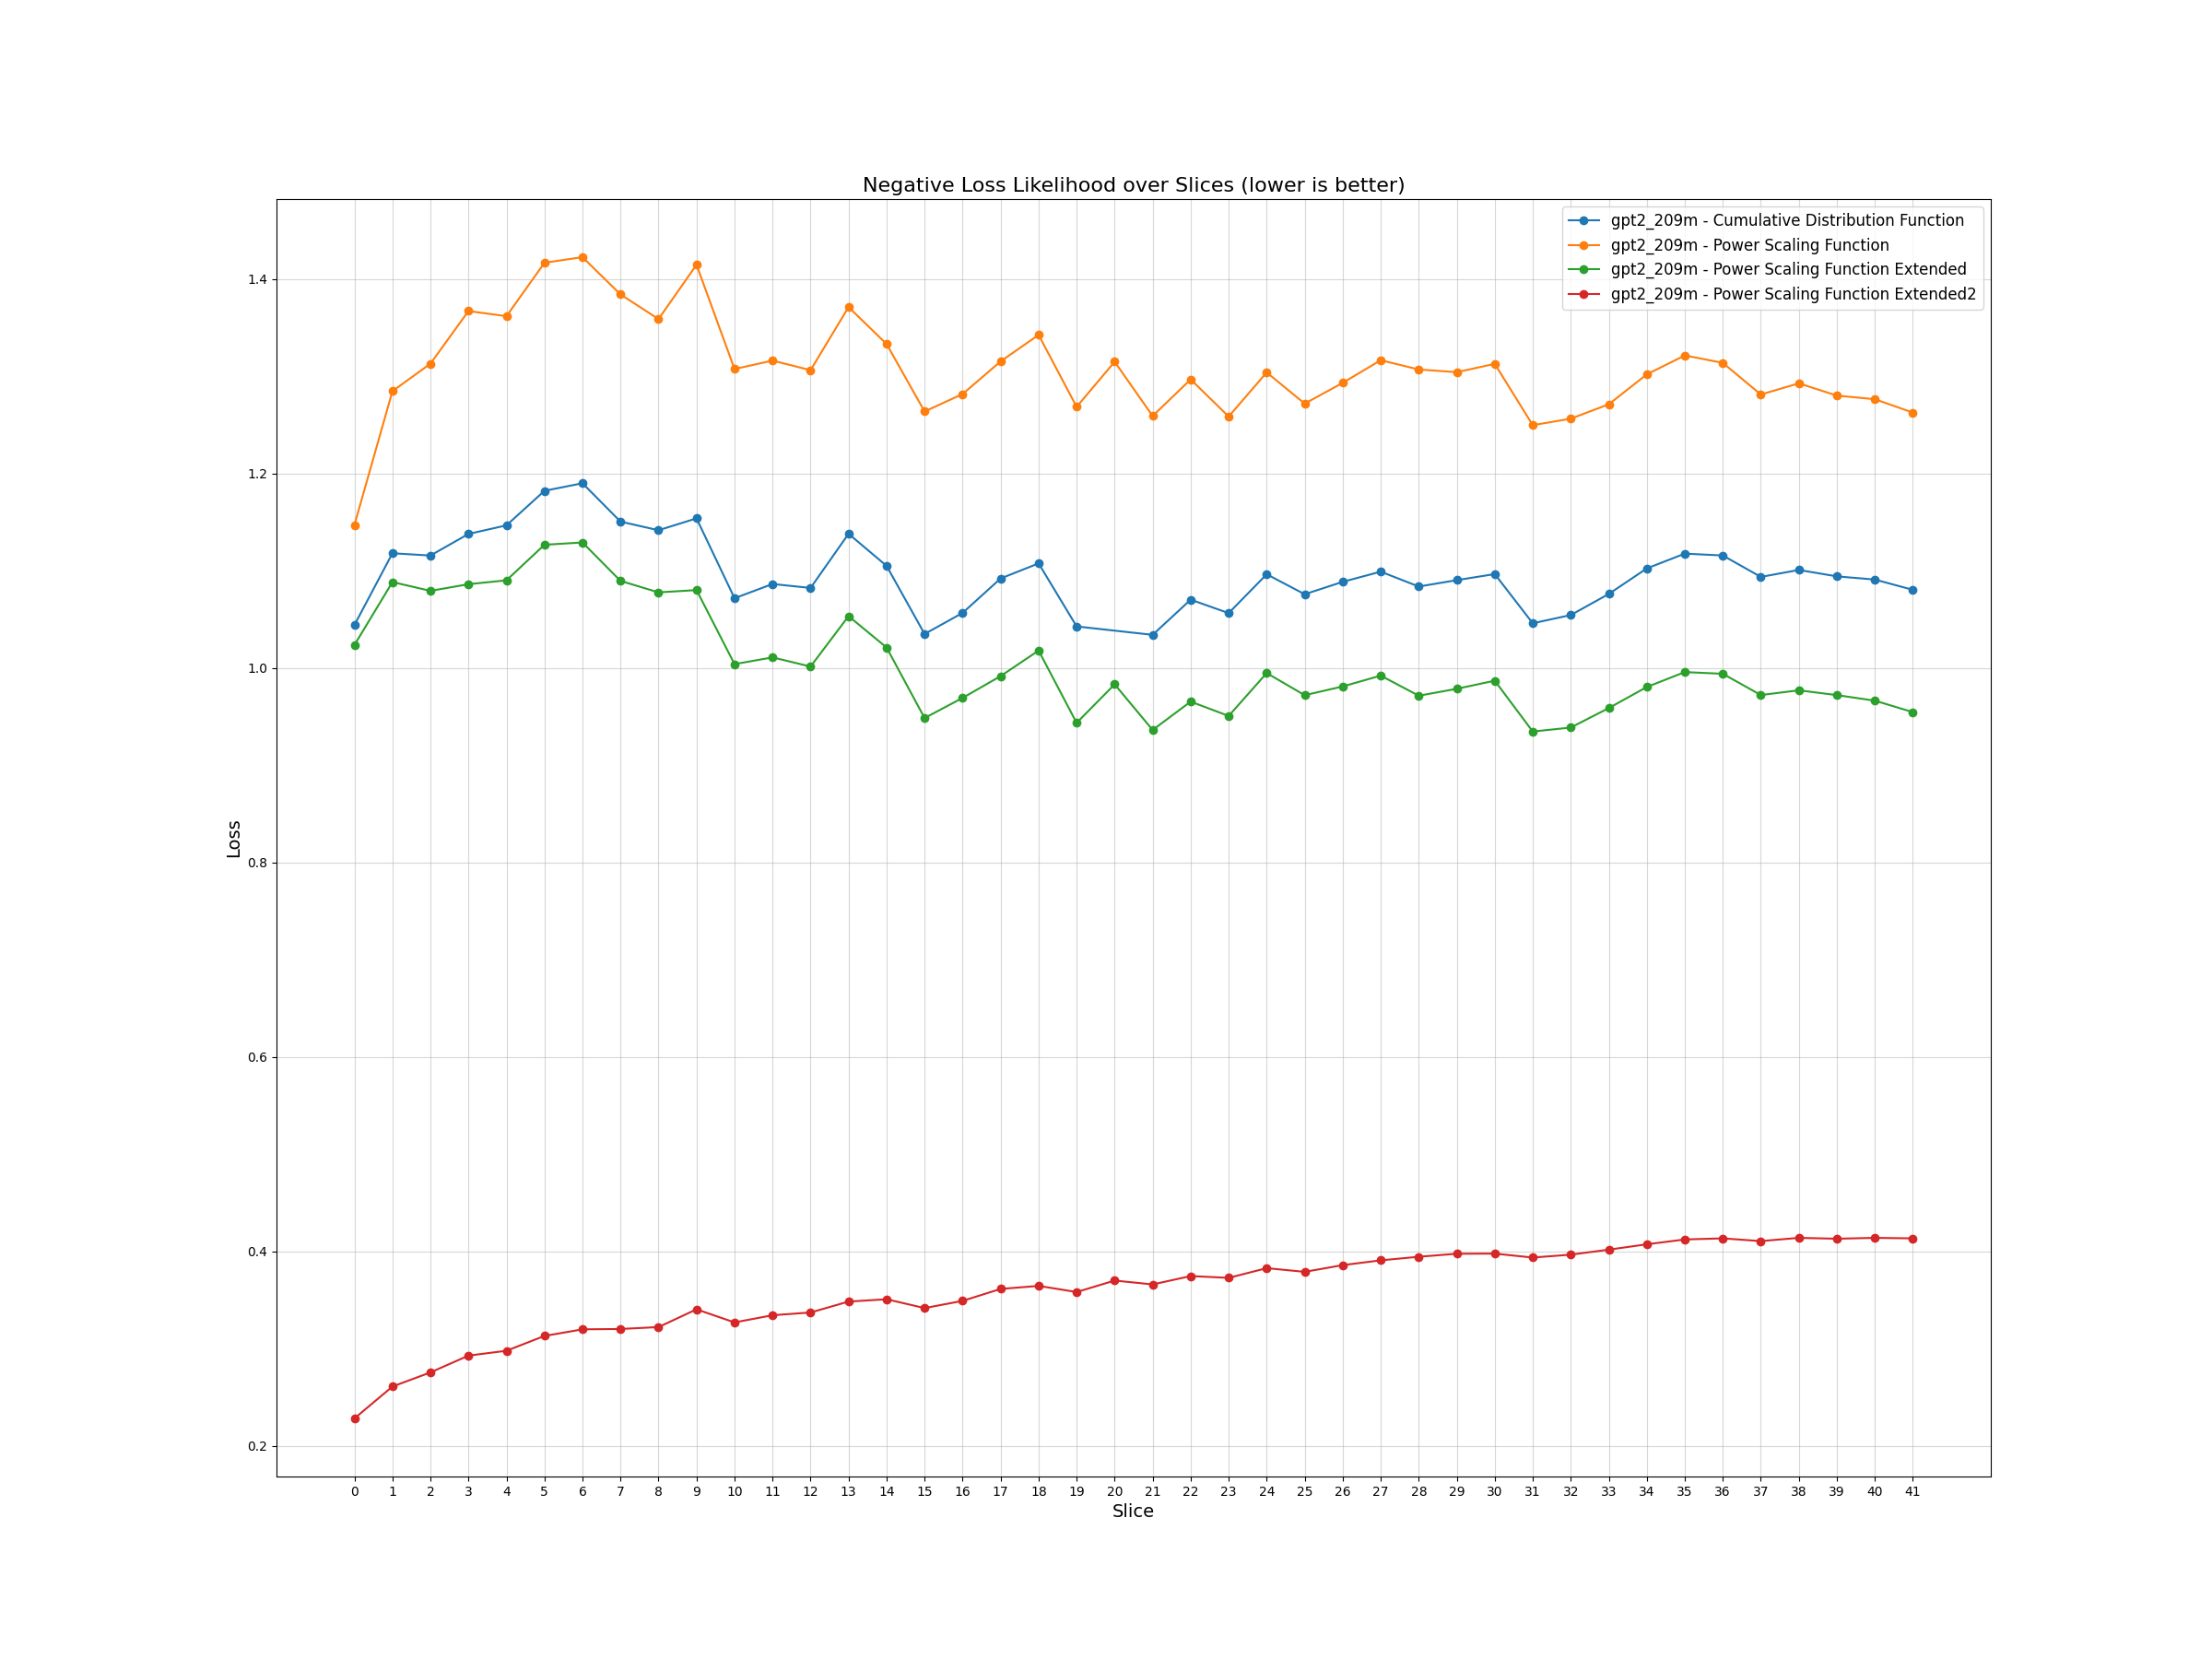 Negative Loss Likelihood over Slices (lower is better)
gpt2_209m - Cumulative Distribution Function
gpt2_209m - Power Scaling Function
gpt2_209m - Power Scaling Function Extended
gpt2_209m - Power Scaling Function Extended2
1.4
1.2
1.0
0.8
0.6
0.4
0.2
Loss
0 1 2 3 4 5 6 7 8 9 10 11 12 13 14 15 16 17 18 19 20 21 22 23 24 25 26 27 28 29 30 31 32 33 34 35 36 37 38 39 40 41
Slice